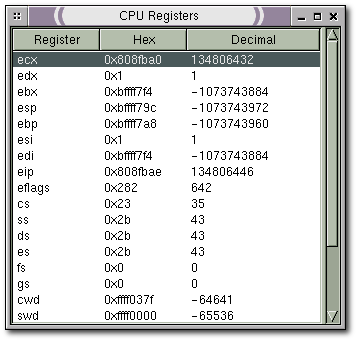 CPU Registers
Register Hex Decimal
ecx 0x808fba0 134806432
edx 0x1 1
ebx 0xbffff7f4 -1073743884
esp 0xbffff79c -1073743972
ebp 0xbffff7a8 -1073743960
esi 0x1 1
edi 0xbffff7f4 -1073743884
eip 0x808fbae 134806446
eflags 0x282 642
cs 0x23 35
ss 0x2b 43
ds 0x2b 43
es 0x2b 43
fs 0x0 0
gs 0x0 0
cwd 0xffff037f -64641
swd 0xffff0000 -65536